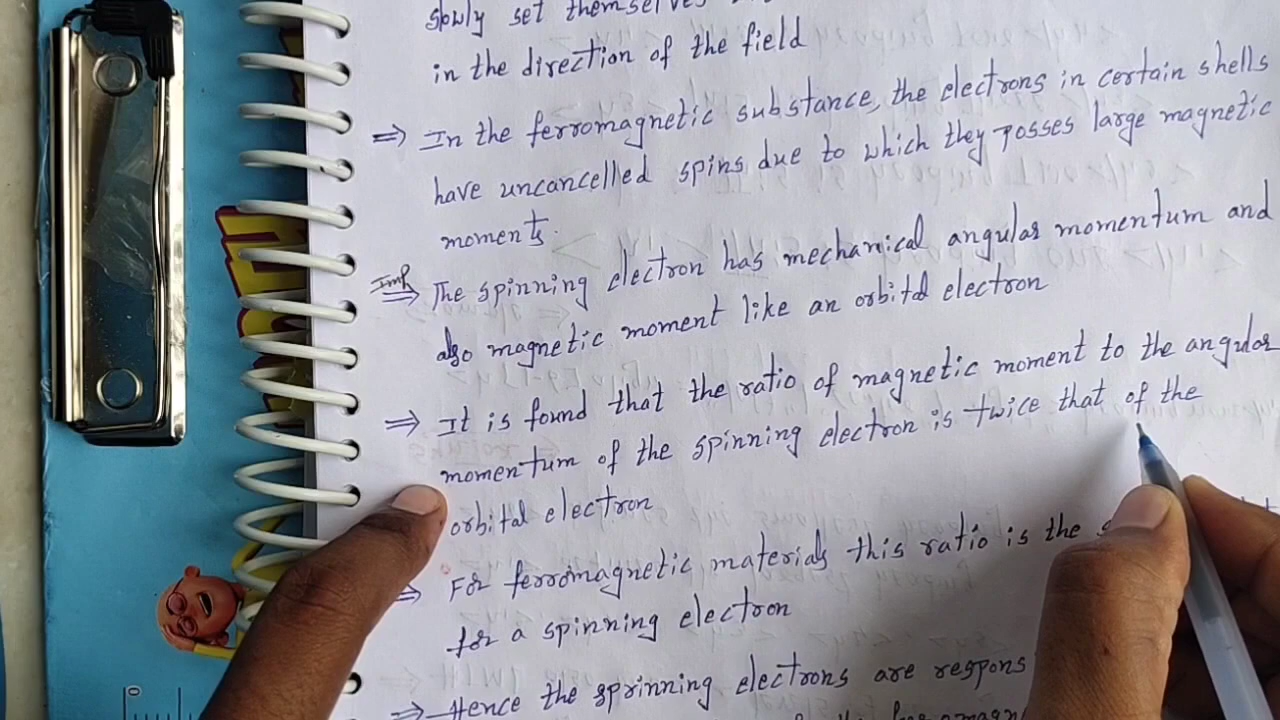 slowly set themselves
in the direction of the field
⇒ In the ferromagnetic substance, the electrons in certain shells
have uncancelled spins due to which they posses large magnetic
moments.
Imp ⇒ The spinning electron has mechanical angular momentum and
also magnetic moment like an orbital electron
⇒ It is found that the ratio of magnetic moment to the angular
momentum of the spinning electron is twice that of the
orbital electron
⇒ For ferromagnetic materials this ratio is the
for a spinning electron
⇒ Hence the sprinning electrons are respons
0